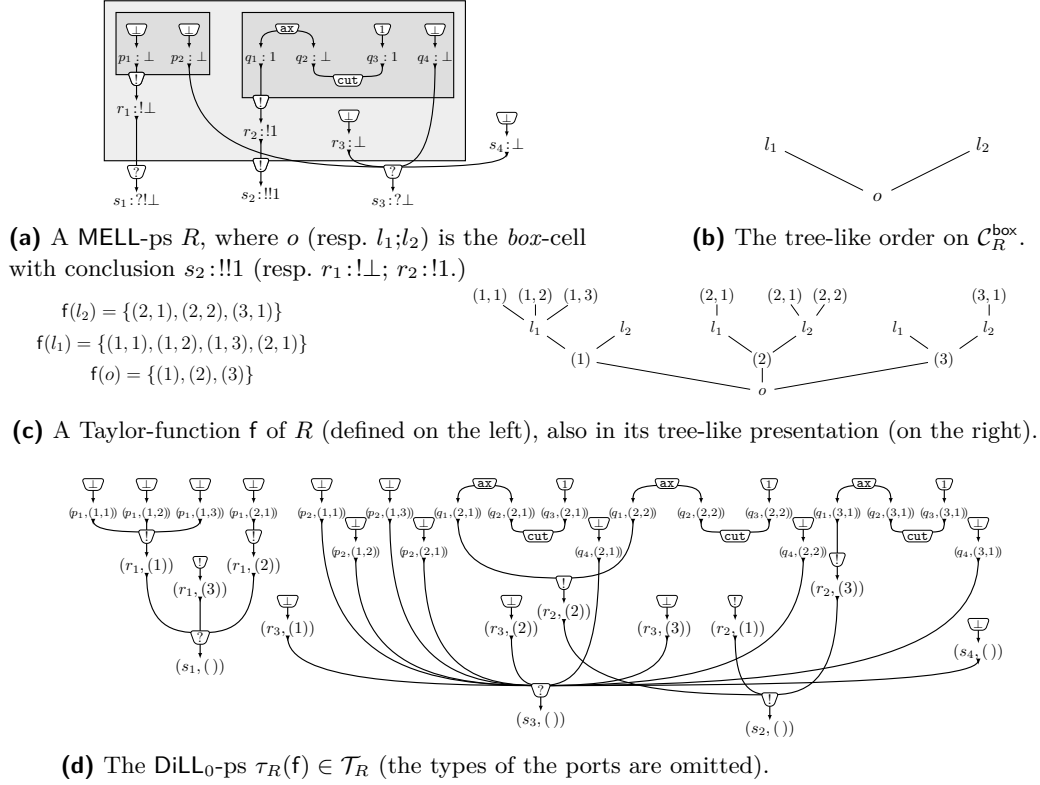 ⊥ ⊥ ax 1 ⊥
p₁ : ⊥ p₂ : ⊥ q₁ : 1 q₂ : ⊥ q₃ : 1 q₄ : ⊥
! cut
r₁ : !⊥ ! ⊥ ⊥
r₂ : !1 r₃ : ⊥ s₄ : ⊥
? ! ?
s₁ : ?!⊥ s₂ : !!1 s₃ : ?⊥
l₁ l₂
o
(a) A MELL-ps R, where o (resp. l₁;l₂) is the box-cell
with conclusion s₂ : !!1 (resp. r₁ : !⊥; r₂ : !1.)
(b) The tree-like order on 𝒞_R^box.
f(l₂) = {(2, 1), (2, 2), (3, 1)}
f(l₁) = {(1, 1), (1, 2), (1, 3), (2, 1)}
f(o) = {(1), (2), (3)}
(1, 1) (1, 2) (1, 3) (2, 1) (2, 1) (2, 2) (3, 1)
l₁ l₂ l₁ l₂ l₁ l₂
(1) (2) (3)
o
(c) A Taylor-function f of R (defined on the left), also in its tree-like presentation (on the right).
⊥ ⊥ ⊥ ⊥ ⊥ ⊥ ax 1 ax 1 ax 1
(p₁,(1,1)) (p₁,(1,2)) (p₁,(1,3)) (p₁,(2,1)) (p₂,(1,1)) (p₂,(1,3)) (q₁,(2,1)) (q₂,(2,1)) (q₃,(2,1)) (q₁,(2,2)) (q₂,(2,2)) (q₃,(2,2)) (q₁,(3,1)) (q₂,(3,1)) (q₃,(3,1))
! ! ⊥ ⊥ cut ⊥ cut ⊥ cut ⊥
(p₂,(1,2)) (p₂,(2,1)) (q₄,(2,1)) (q₄,(2,2)) (q₄,(3,1))
(r₁,(1)) ! (r₁,(2)) ! !
(r₁,(3)) (r₂,(3))
⊥ ⊥ (r₂,(2)) ⊥ !
(r₃,(1)) (r₃,(2)) (r₃,(3)) (r₂,(1)) ⊥
? (s₄,( ))
(s₁,( ))
? !
(s₃,( )) (s₂,( ))
(d) The DiLL₀-ps τ_R(f) ∈ 𝒯_R (the types of the ports are omitted).